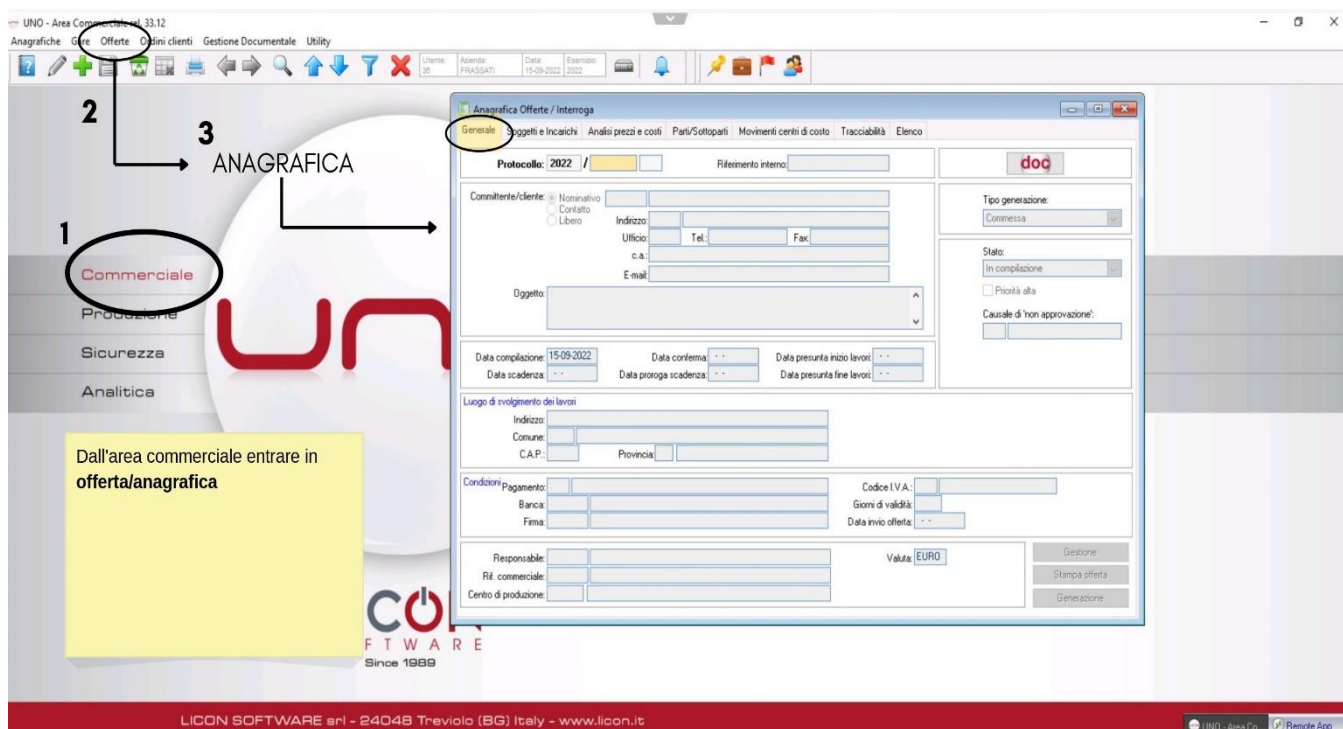 UNO - Area Commerciale rel. 33.12
Anagrafiche Gare Offerte Ordini clienti Gestione Documentale Utility
Utente: 36 Azienda: FRASSATI Data: 15-09-2022 Esercizio: 2022
2
3
ANAGRAFICA
1
Commerciale
Produzione
Sicurezza
Analitica
Dall'area commerciale entrare in
offerta/anagrafica
FTWARE
Since 1989
Anagrafica Offerte / Interroga
Generale Soggetti e Incarichi Analisi prezzi e costi Parti/Sottoparti Movimenti centri di costo Tracciabilità Elenco
Protocollo: 2022 / Riferimento interno:
doc
Committente/cliente: Nominativo
Contatto
Libero Indirizzo:
Ufficio: Tel.: Fax:
c.a.:
E-mail:
Oggetto:
Tipo generazione:
Commessa
Stato:
In compilazione
Priorità alta
Causale di 'non approvazione':
Data compilazione: 15-09-2022 Data conferma: - - Data presunta inizio lavori: - -
Data scadenza: - - Data proroga scadenza: - - Data presunta fine lavori: - -
Luogo di svolgimento dei lavori
Indirizzo:
Comune:
C.A.P.: Provincia:
Condizioni Pagamento: Codice I.V.A.:
Banca: Giorni di validità:
Firma: Data invio offerta: - -
Responsabile: Valuta: EURO
Rif. commerciale:
Centro di produzione:
Gestione
Stampa offerta
Generazione
LICON SOFTWARE srl - 24048 Treviolo (BG) Italy - www.licon.it
UNO - Area Co... Remote App